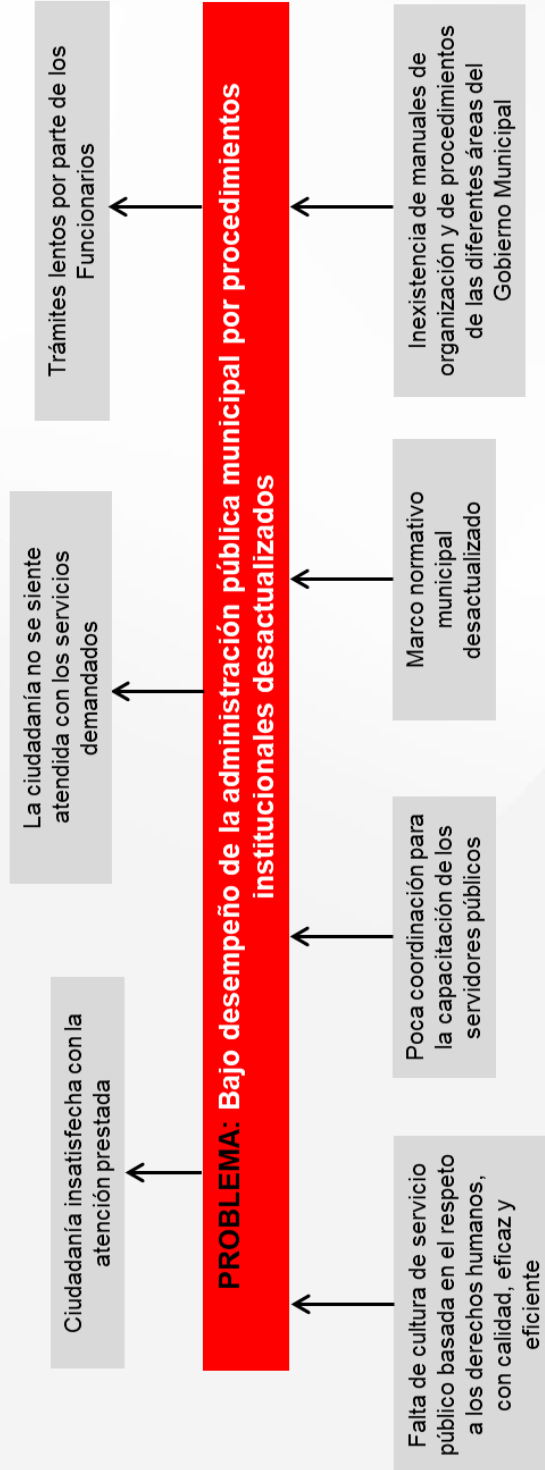 Ciudadanía insatisfecha con la
atención prestada
La ciudadanía no se siente
atendida con los servicios
demandados
Trámites lentos por parte de los
Funcionarios
PROBLEMA: Bajo desempeño de la administración pública municipal por procedimientos
institucionales desactualizados
Falta de cultura de servicio
público basada en el respeto
a los derechos humanos,
con calidad, eficaz y
eficiente
Poca coordinación para
la capacitación de los
servidores públicos
Marco normativo
municipal
desactualizado
Inexistencia de manuales de
organización y de procedimientos
de las diferentes áreas del
Gobierno Municipal